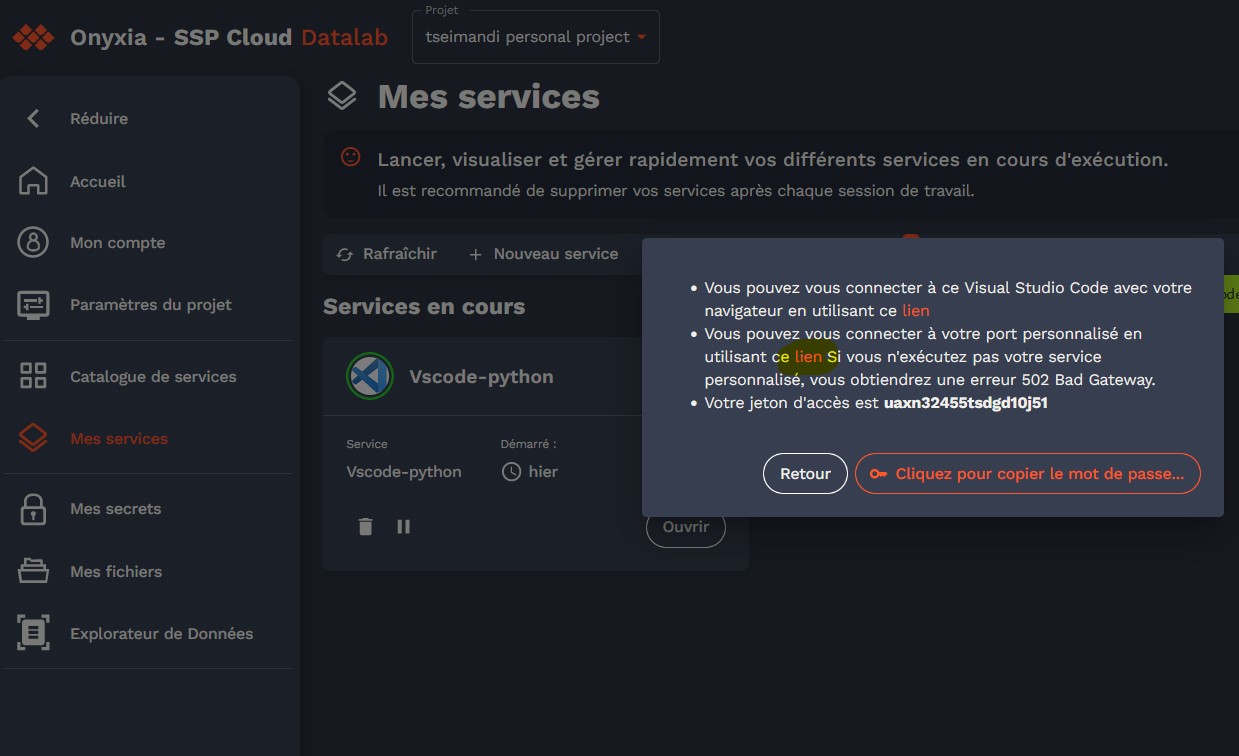 Projet
Onyxia - SSP Cloud Datalab
tseimandi personal project
Réduire
Accueil
Mon compte
Paramètres du projet
Catalogue de services
Mes services
Mes secrets
Mes fichiers
Explorateur de Données
Mes services
Lancer, visualiser et gérer rapidement vos différents services en cours d'exécution.
Il est recommandé de supprimer vos services après chaque session de travail.
Rafraîchir
Nouveau service
Services en cours
Vscode-python
Service
Démarré :
Vscode-python
hier
Ouvrir
Vous pouvez vous connecter à ce Visual Studio Code avec votre
navigateur en utilisant ce lien
Vous pouvez vous connecter à votre port personnalisé en
utilisant ce lien Si vous n'exécutez pas votre service
personnalisé, vous obtiendrez une erreur 502 Bad Gateway.
Votre jeton d'accès est uaxn32455tsdgd10j51
Retour
Cliquez pour copier le mot de passe...